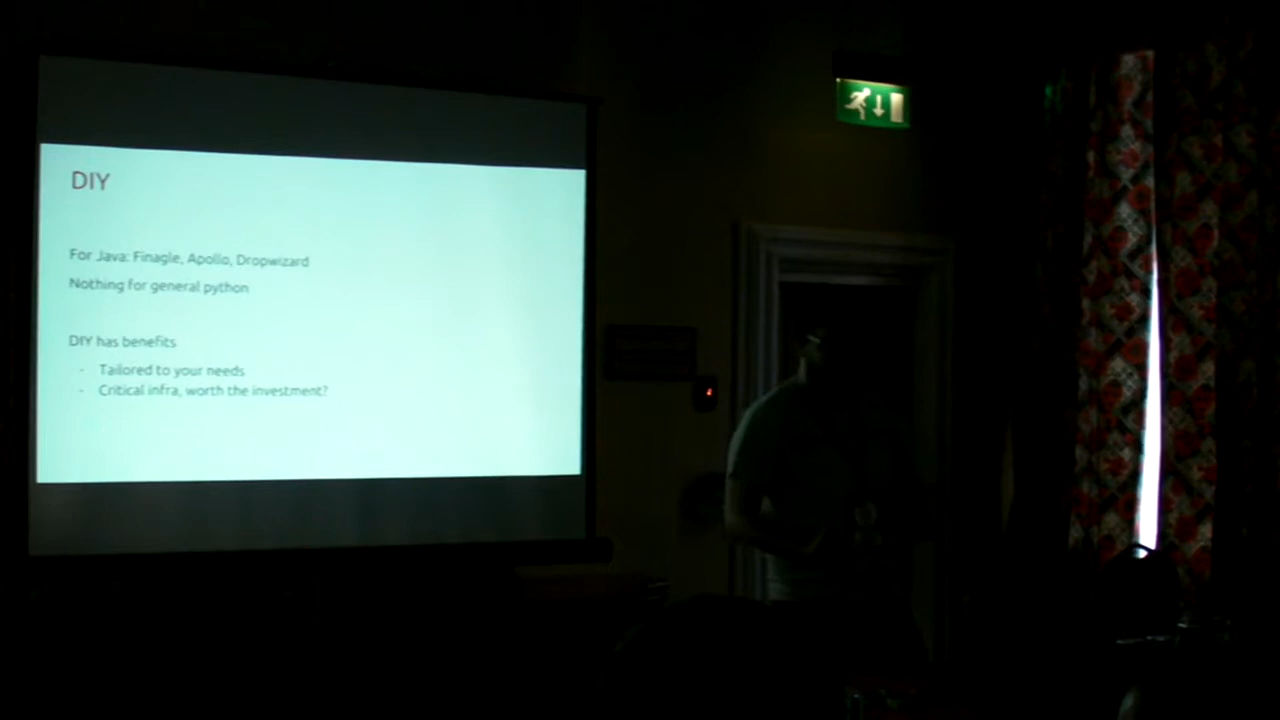 DIY
For Java: Finagle, Apollo, Dropwizard
Nothing for general python
DIY has benefits
- Tailored to your needs
- Critical infra, worth the investment?